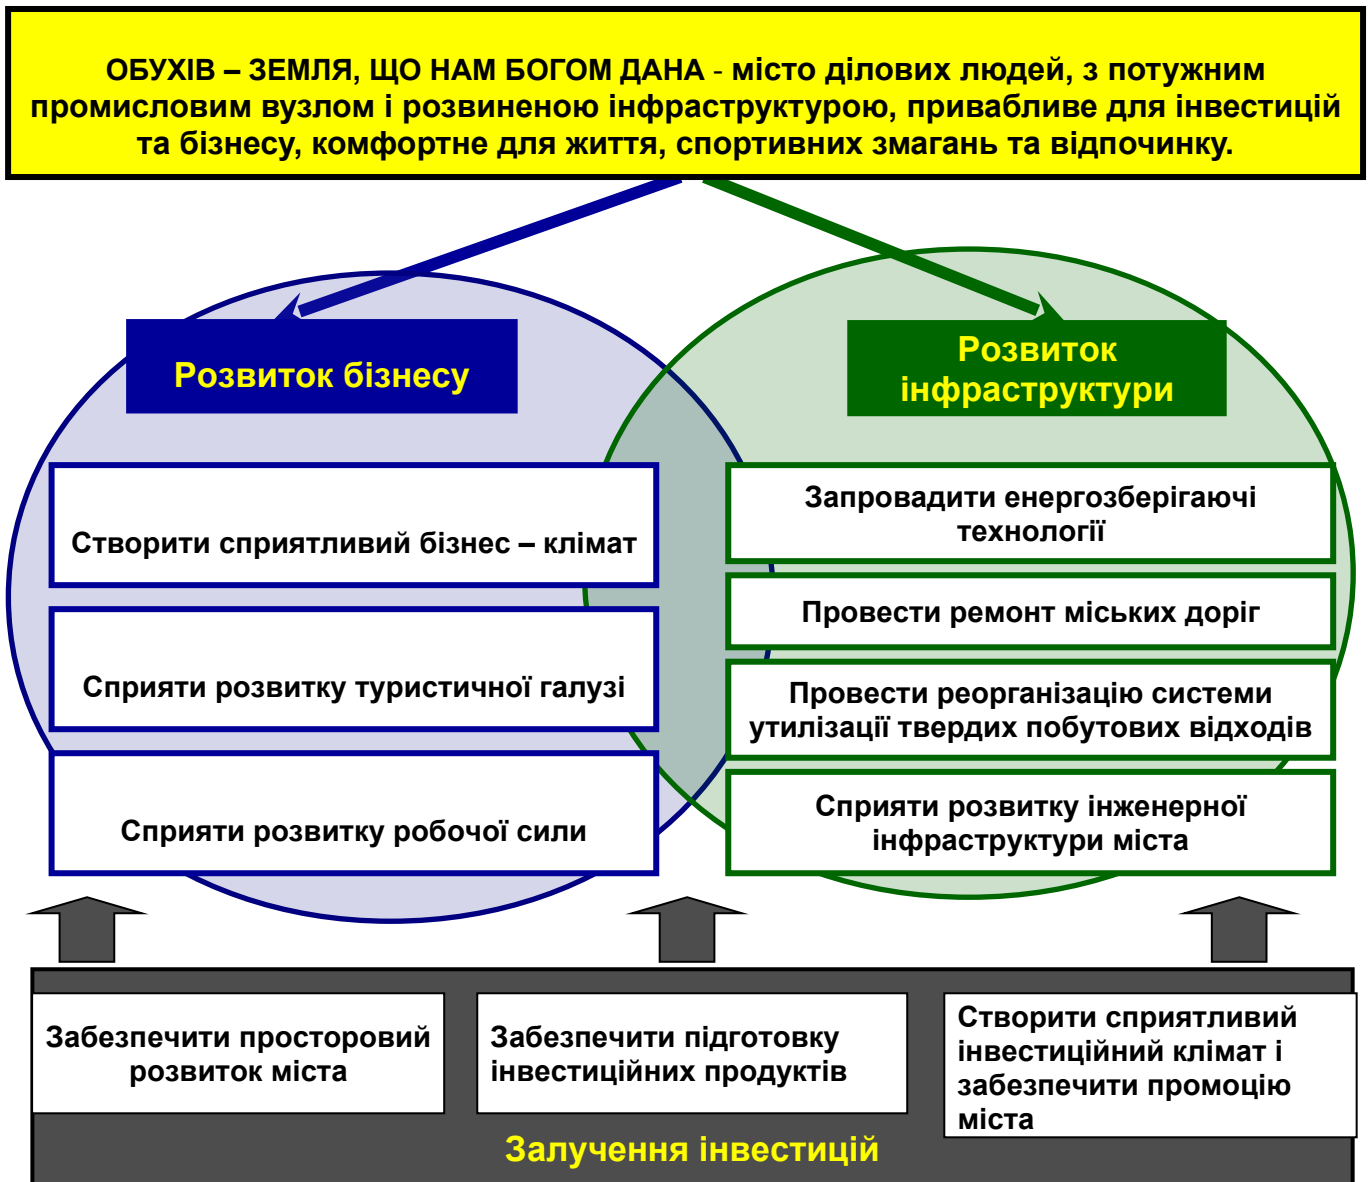 ОБУХІВ – ЗЕМЛЯ, ЩО НАМ БОГОМ ДАНА - місто ділових людей, з потужним
промисловим вузлом і розвиненою інфраструктурою, привабливе для інвестицій
та бізнесу, комфортне для життя, спортивних змагань та відпочинку.
Розвиток бізнесу
Створити сприятливий бізнес – клімат
Сприяти розвитку туристичної галузі
Сприяти розвитку робочої сили
Розвиток
інфраструктури
Запровадити енергозберігаючі
технології
Провести ремонт міських доріг
Провести реорганізацію системи
утилізації твердих побутових відходів
Сприяти розвитку інженерної
інфраструктури міста
Забезпечити просторовий
розвиток міста
Забезпечити підготовку
інвестиційних продуктів
Створити сприятливий
інвестиційний клімат і
забезпечити промоцію
міста
Залучення інвестицій